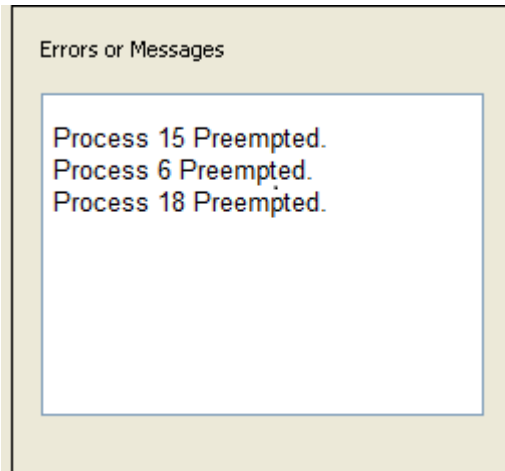 Errors or Messages
Process 15 Preempted.
Process 6 Preempted.
Process 18 Preempted.